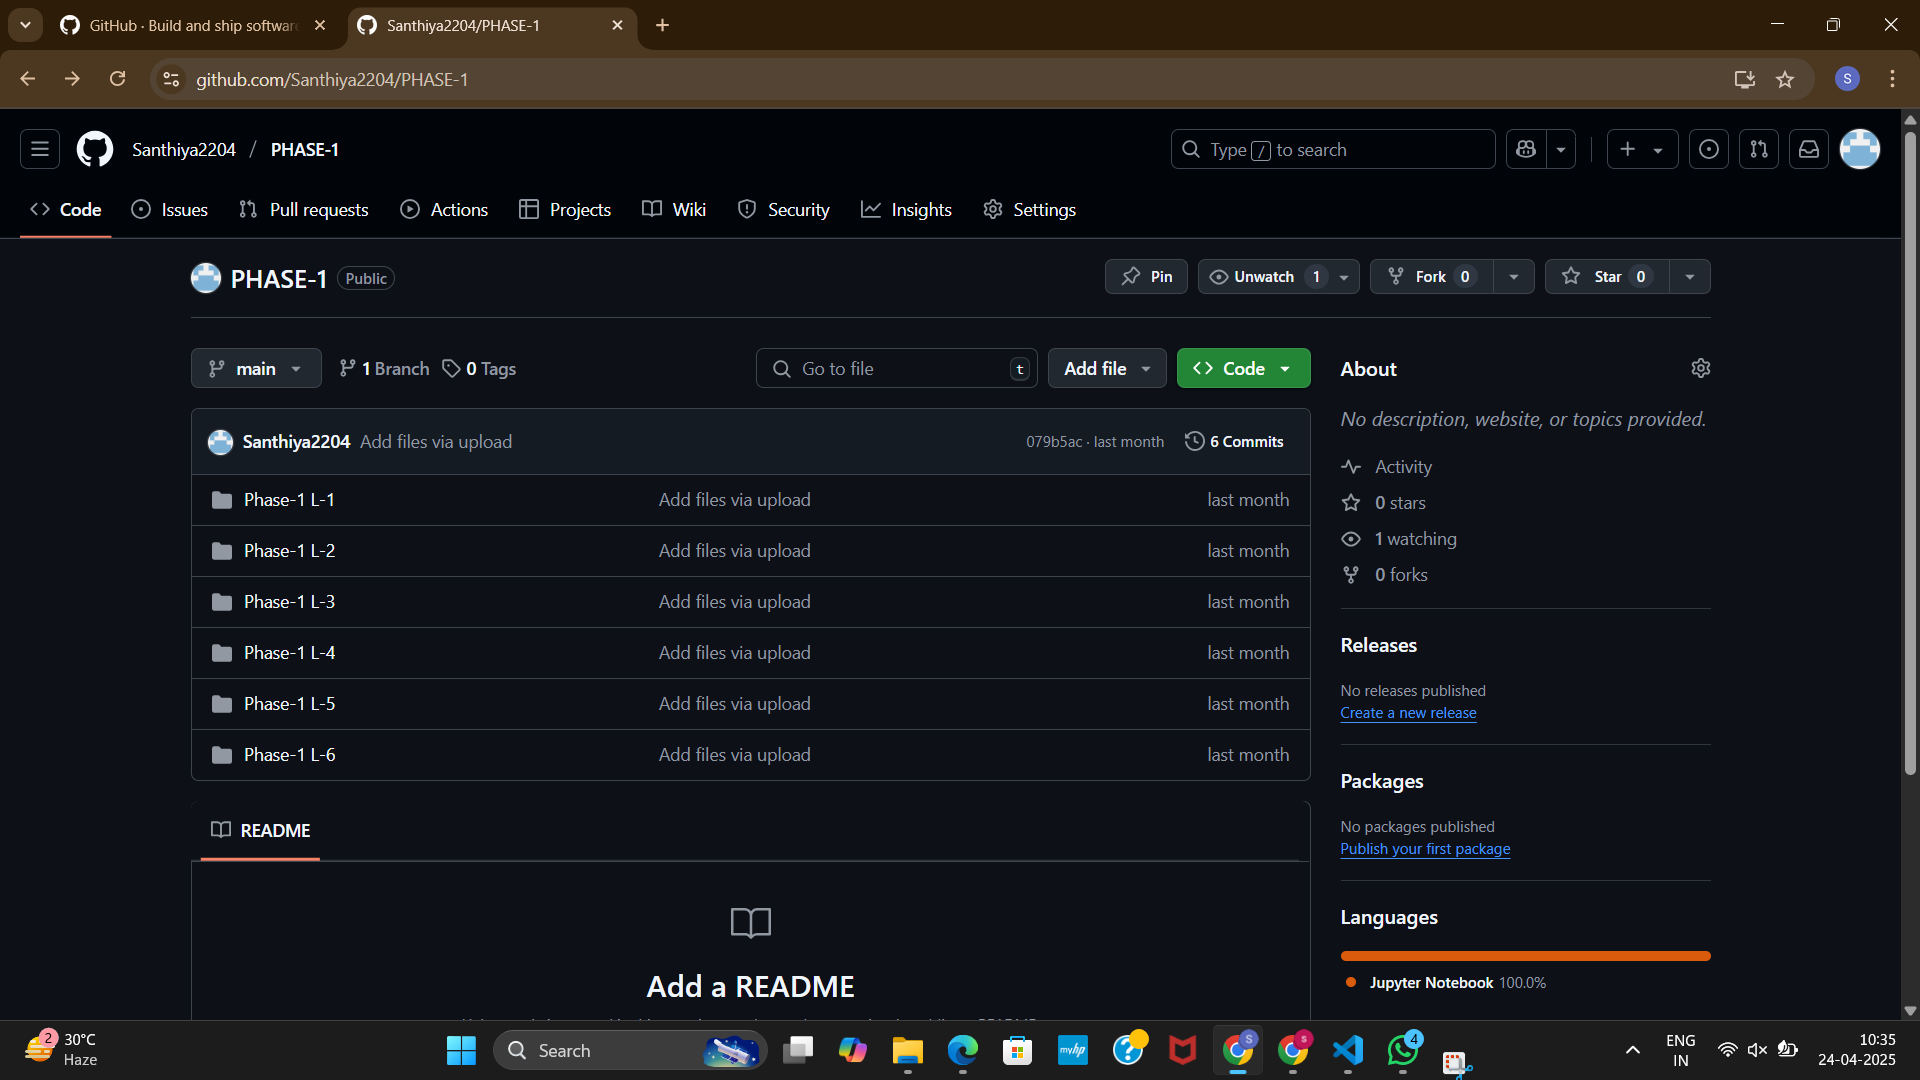 GitHub · Build and ship software
Santhiya2204/PHASE-1
github.com/Santhiya2204/PHASE-1
S
Santhiya2204 / PHASE-1
Type / to search
Code
Issues
Pull requests
Actions
Projects
Wiki
Security
Insights
Settings
PHASE-1 Public
Pin
Unwatch 1
Fork 0
Star 0
main
1 Branch
0 Tags
Go to file t
Add file
Code
Santhiya2204 Add files via upload 079b5ac · last month 6 Commits
Phase-1 L-1 Add files via upload last month
Phase-1 L-2 Add files via upload last month
Phase-1 L-3 Add files via upload last month
Phase-1 L-4 Add files via upload last month
Phase-1 L-5 Add files via upload last month
Phase-1 L-6 Add files via upload last month
README
Add a README
About
No description, website, or topics provided.
Activity
0 stars
1 watching
0 forks
Releases
No releases published
Create a new release
Packages
No packages published
Publish your first package
Languages
Jupyter Notebook 100.0%
2
30°C
Haze
Search
myhp
S
S
4
ENG
IN
10:35
24-04-2025